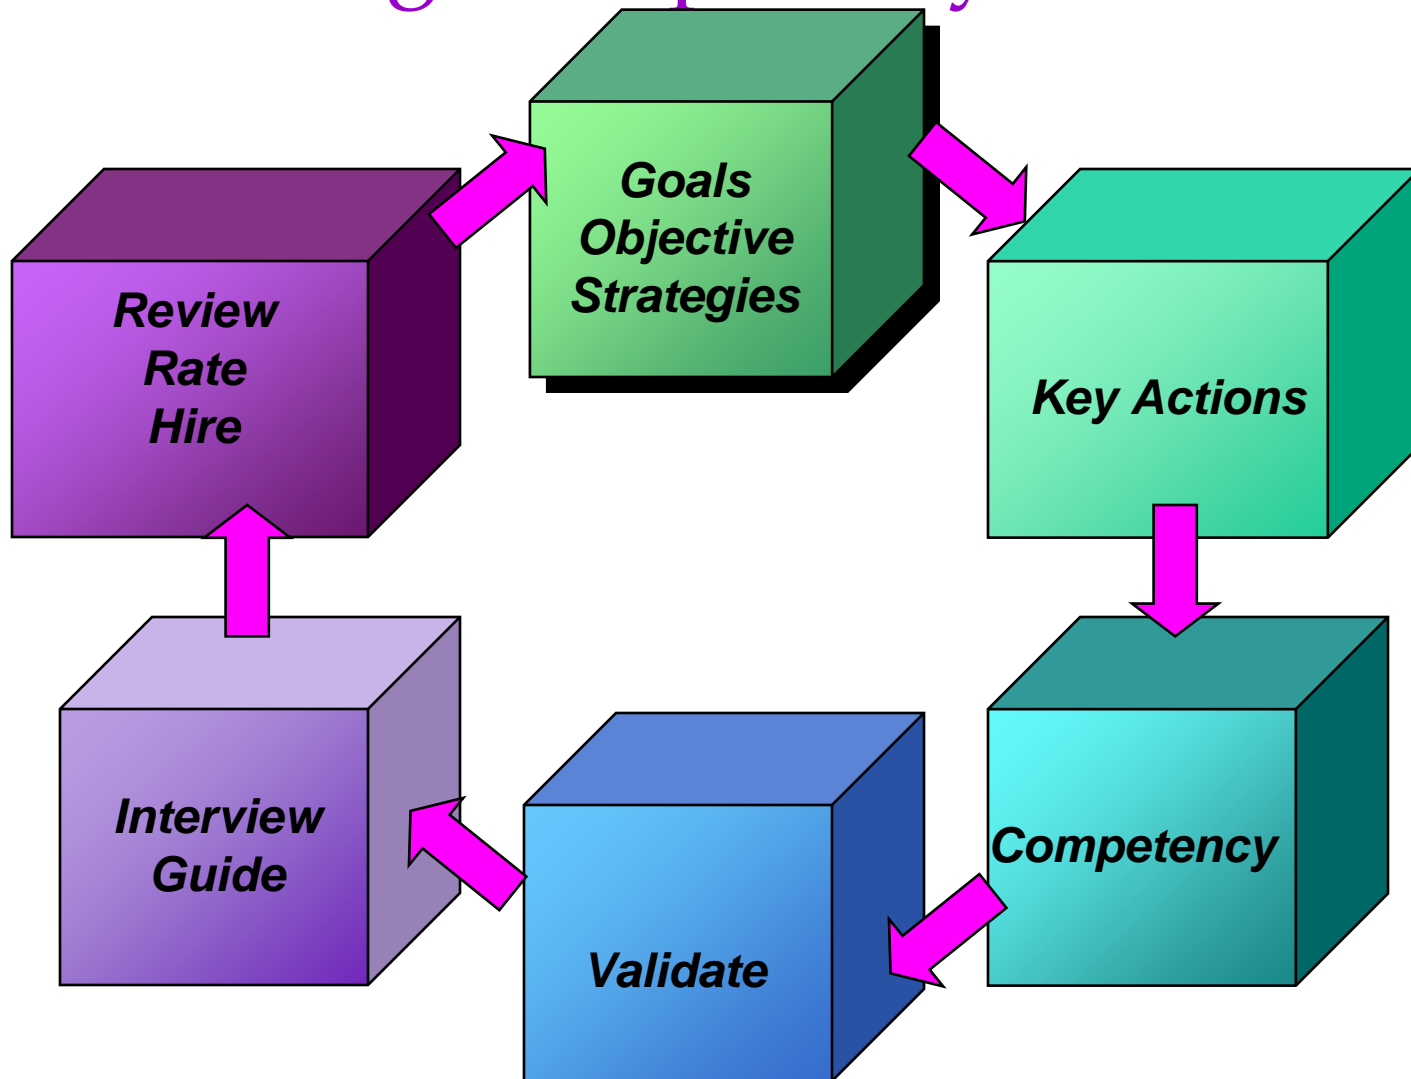 Goals
Objective
Strategies
Key Actions
Competency
Validate
Interview
Guide
Review
Rate
Hire